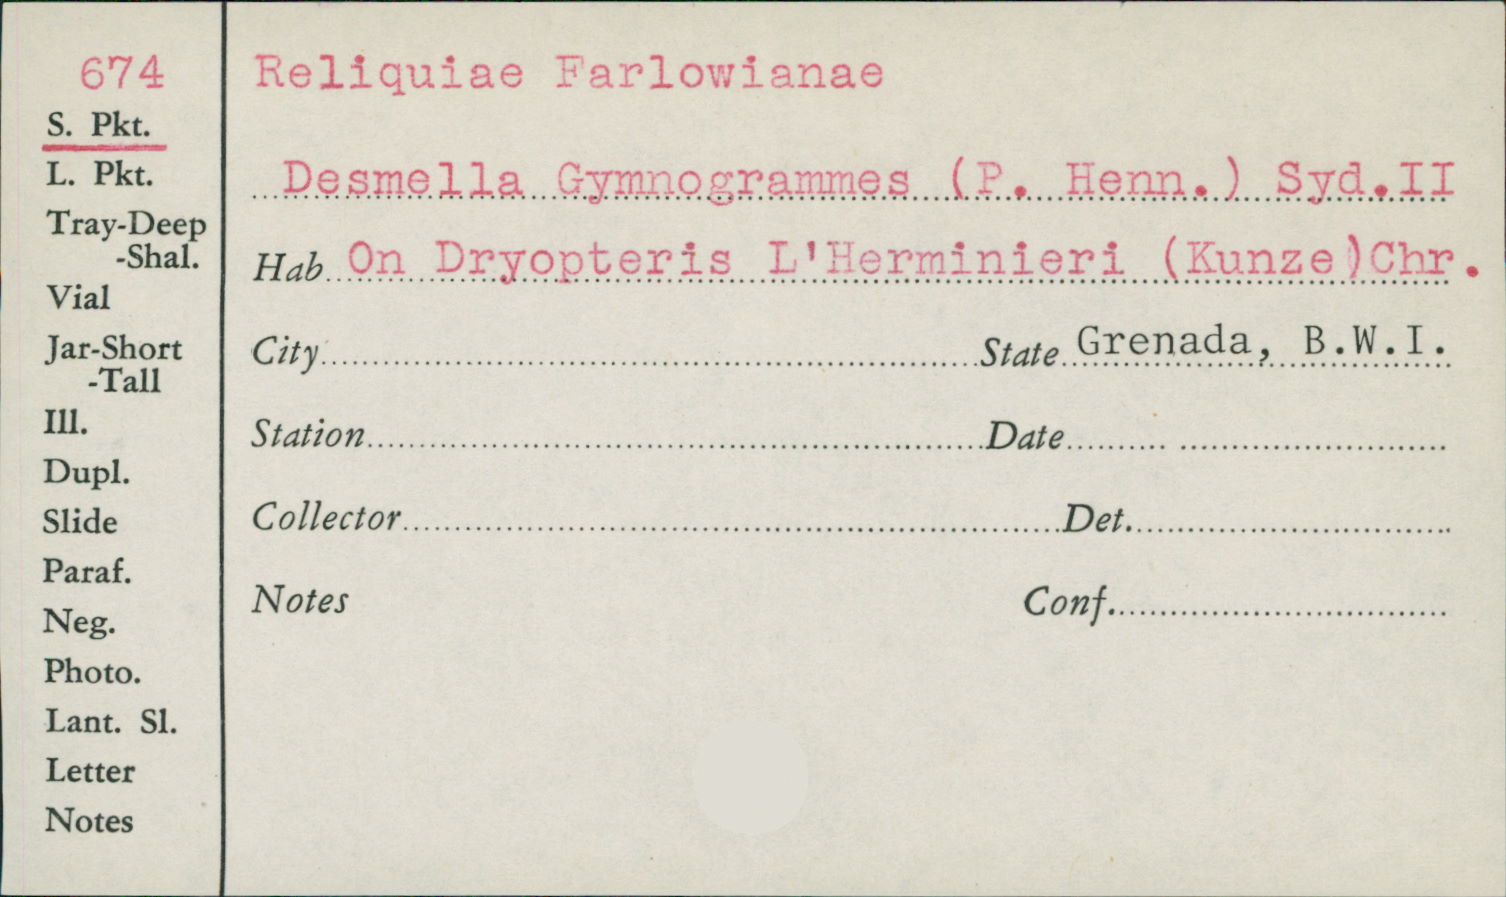 674
S. Pkt.
L. Pkt.
Tray-Deep
-Shal.
Vial
Jar-Short
-Tall
Ill.
Dupl.
Slide
Paraf.
Neg.
Photo.
Lant. Sl.
Letter
Notes
Reliquiae Farlowianae
Desmella Gymnogrammes (P. Henn.) Syd.II
Hab On Dryopteris L'Herminieri (Kunze)Chr.
City State Grenada, B.W.I.
Station Date
Collector Det.
Notes Conf.